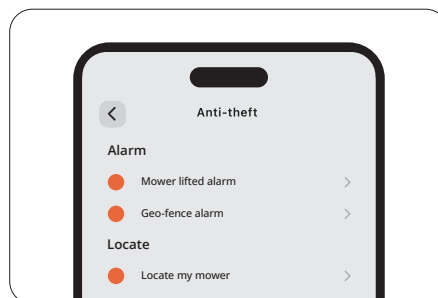 Anti-theft
Alarm
Mower lifted alarm
Geo-fence alarm
Locate
Locate my mower